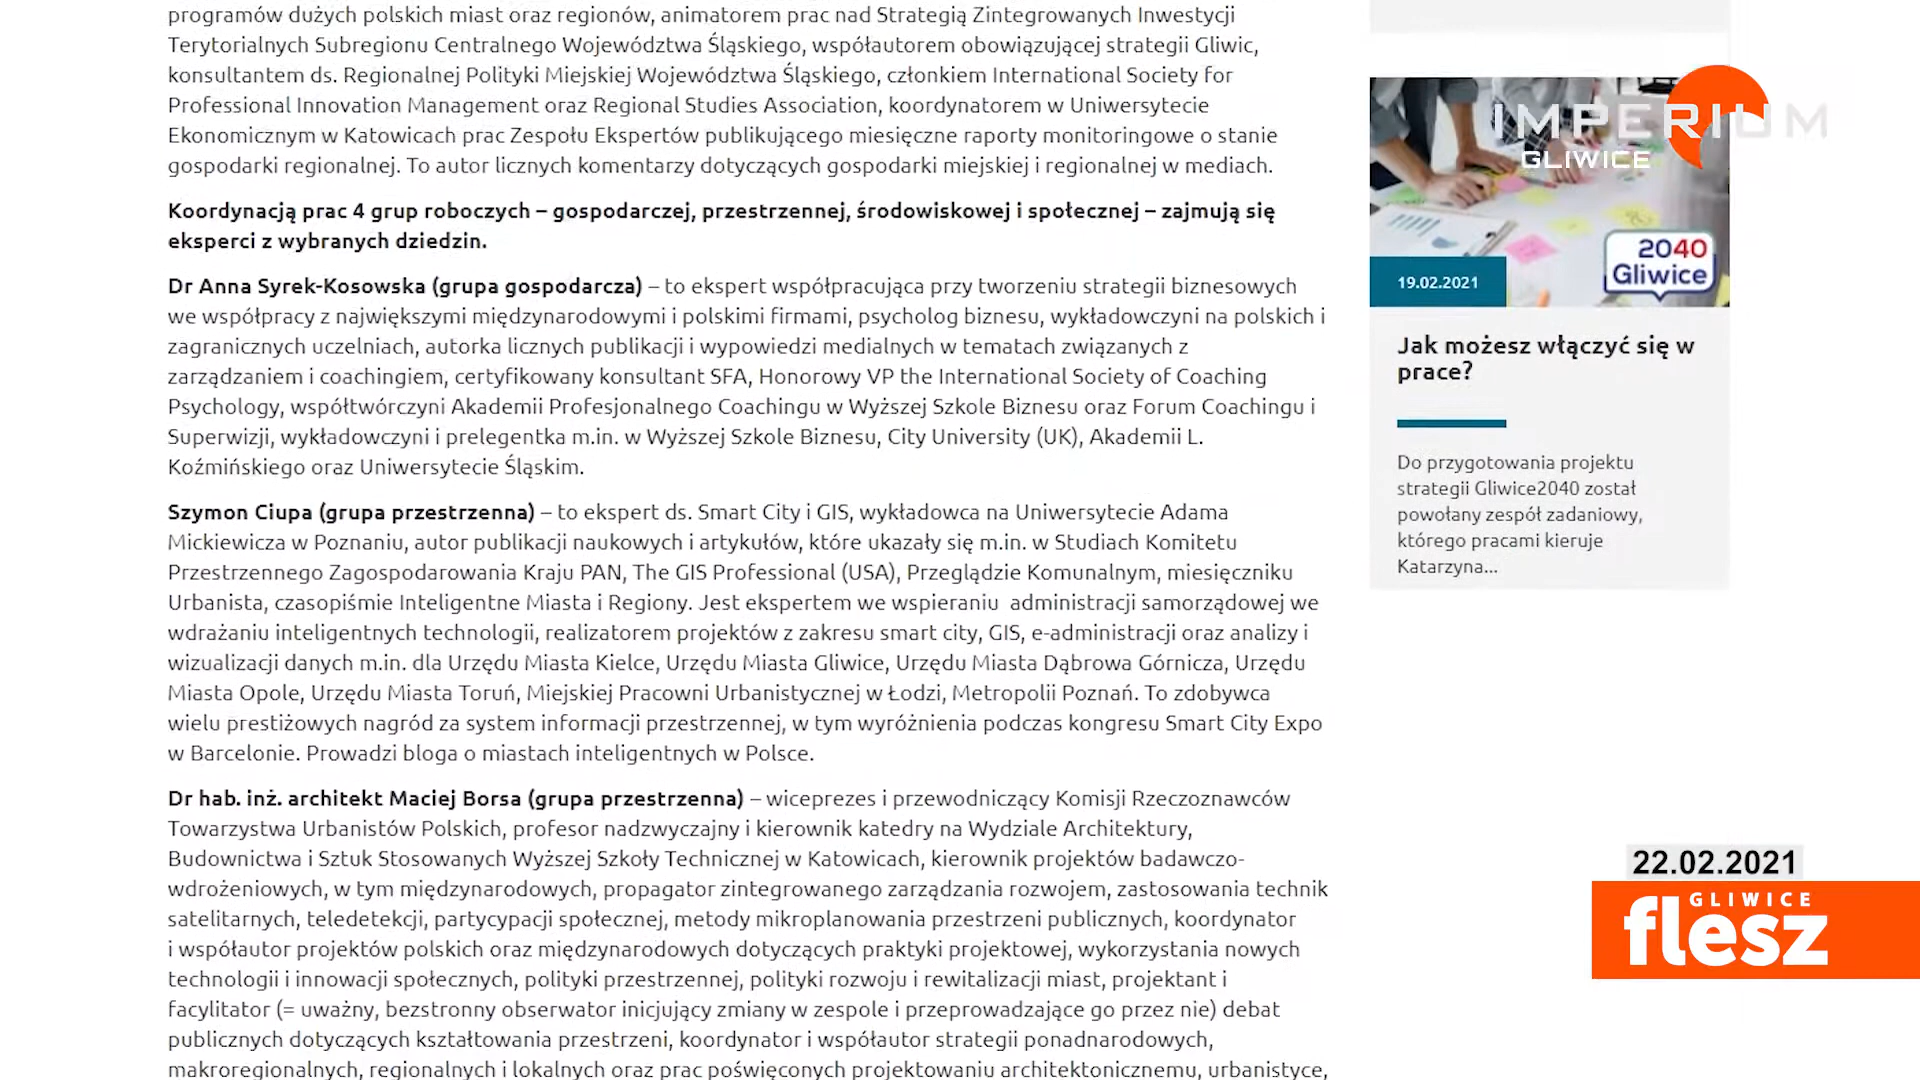 programów dużych polskich miast oraz regionów, animatorem prac nad Strategią Zintegrowanych Inwestycji
Terytorialnych Subregionu Centralnego Województwa Śląskiego, współautorem obowiązującej strategii Gliwic,
konsultantem ds. Regionalnej Polityki Miejskiej Województwa Śląskiego, członkiem International Society for
Professional Innovation Management oraz Regional Studies Association, koordynatorem w Uniwersytecie
Ekonomicznym w Katowicach prac Zespołu Ekspertów publikującego miesięczne raporty monitoringowe o stanie
gospodarki regionalnej. To autor licznych komentarzy dotyczących gospodarki miejskiej i regionalnej w mediach.
Koordynacją prac 4 grup roboczych – gospodarczej, przestrzennej, środowiskowej i społecznej – zajmują się
eksperci z wybranych dziedzin.
Dr Anna Syrek-Kosowska (grupa gospodarcza) – to ekspert współpracująca przy tworzeniu strategii biznesowych
we współpracy z największymi międzynarodowymi i polskimi firmami, psycholog biznesu, wykładowczyni na polskich i
zagranicznych uczelniach, autorka licznych publikacji i wypowiedzi medialnych w tematach związanych z
zarządzaniem i coachingiem, certyfikowany konsultant SFA, Honorowy VP the International Society of Coaching
Psychology, współtwórczyni Akademii Profesjonalnego Coachingu w Wyższej Szkole Biznesu oraz Forum Coachingu i
Superwizji, wykładowczyni i prelegentka m.in. w Wyższej Szkole Biznesu, City University (UK), Akademii L.
Koźmińskiego oraz Uniwersytecie Śląskim.
Szymon Ciupa (grupa przestrzenna) – to ekspert ds. Smart City i GIS, wykładowca na Uniwersytecie Adama
Mickiewicza w Poznaniu, autor publikacji naukowych i artykułów, które ukazały się m.in. w Studiach Komitetu
Przestrzennego Zagospodarowania Kraju PAN, The GIS Professional (USA), Przeglądzie Komunalnym, miesięczniku
Urbanista, czasopiśmie Inteligentne Miasta i Regiony. Jest ekspertem we wspieraniu  administracji samorządowej we
wdrażaniu inteligentnych technologii, realizatorem projektów z zakresu smart city, GIS, e-administracji oraz analizy i
wizualizacji danych m.in. dla Urzędu Miasta Kielce, Urzędu Miasta Gliwice, Urzędu Miasta Dąbrowa Górnicza, Urzędu
Miasta Opole, Urzędu Miasta Toruń, Miejskiej Pracowni Urbanistycznej w Łodzi, Metropolii Poznań. To zdobywca
wielu prestiżowych nagród za system informacji przestrzennej, w tym wyróżnienia podczas kongresu Smart City Expo
w Barcelonie. Prowadzi bloga o miastach inteligentnych w Polsce.
Dr hab. inż. architekt Maciej Borsa (grupa przestrzenna) – wiceprezes i przewodniczący Komisji Rzeczoznawców
Towarzystwa Urbanistów Polskich, profesor nadzwyczajny i kierownik katedry na Wydziale Architektury,
Budownictwa i Sztuk Stosowanych Wyższej Szkoły Technicznej w Katowicach, kierownik projektów badawczo-
wdrożeniowych, w tym międzynarodowych, propagator zintegrowanego zarządzania rozwojem, zastosowania technik
satelitarnych, teledetekcji, partycypacji społecznej, metody mikroplanowania przestrzeni publicznych, koordynator
i współautor projektów polskich oraz międzynarodowych dotyczących praktyki projektowej, wykorzystania nowych
technologii i innowacji społecznych, polityki przestrzennej, polityki rozwoju i rewitalizacji miast, projektant i
facylitator (= uważny, bezstronny obserwator inicjujący zmiany w zespole i przeprowadzające go przez nie) debat
publicznych dotyczących kształtowania przestrzeni, koordynator i współautor strategii ponadnarodowych,
makroregionalnych, regionalnych i lokalnych oraz prac poświęconych projektowaniu architektonicznemu, urbanistyce,
IMPERIUM
GLIWICE
2040
Gliwice
19.02.2021
Jak możesz włączyć się w
prace?
Do przygotowania projektu
strategii Gliwice2040 został
powołany zespół zadaniowy,
którego pracami kieruje
Katarzyna...
22.02.2021
GLIWICE
flesz